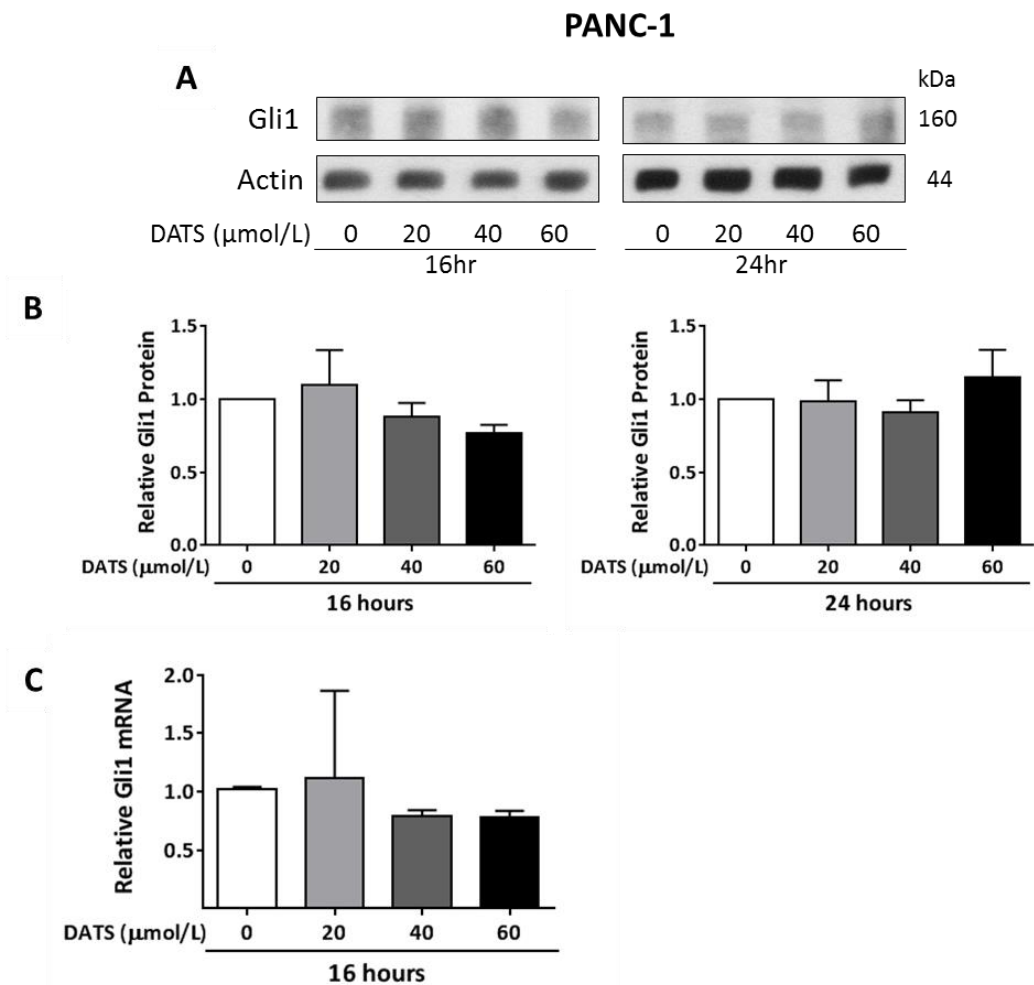 PANC-1
A
kDa
Gli1
160
Actin
44
DATS (μmol/L) 0 20 40 60 0 20 40 60
16hr 24hr
B
Relative Gli1 Protein
1.5
1.0
0.5
0.0
DATS (μmol/L) 0 20 40 60
16 hours
Relative Gli1 Protein
1.5
1.0
0.5
0.0
DATS (μmol/L) 0 20 40 60
24 hours
C
Relative Gli1 mRNA
2.0
1.5
1.0
0.5
DATS (μmol/L) 0 20 40 60
16 hours